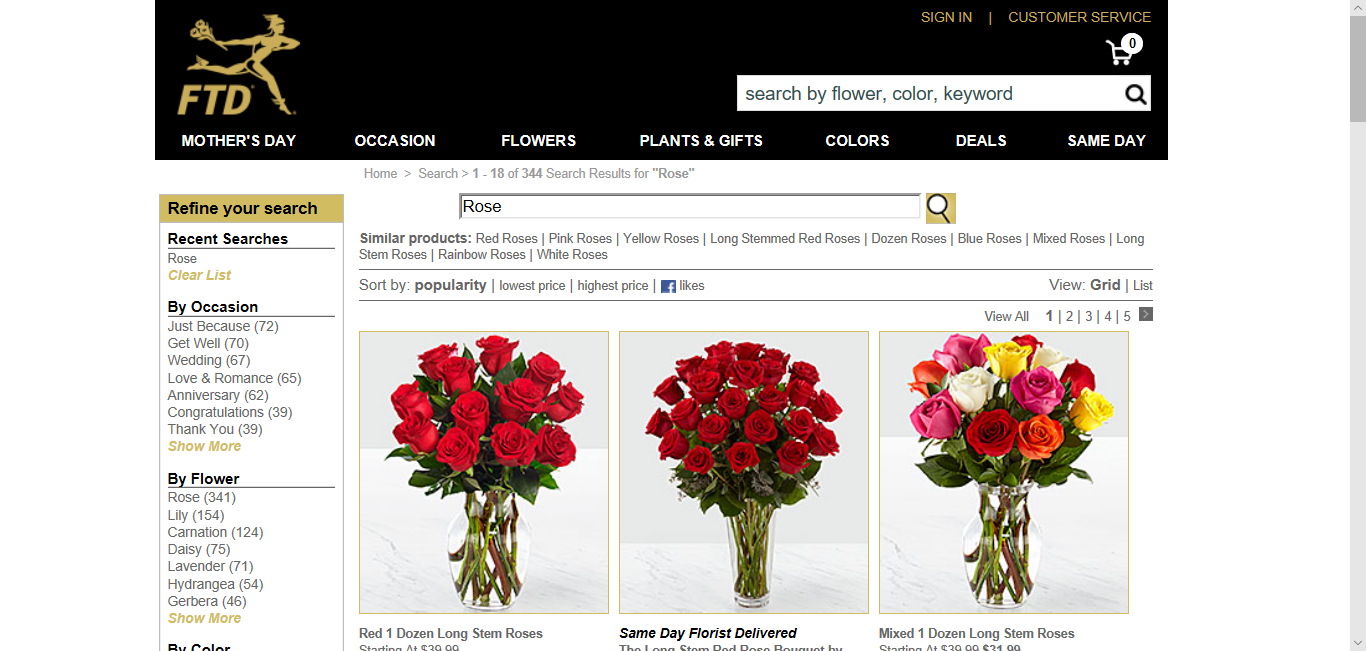 SIGN IN | CUSTOMER SERVICE
FTD
0
search by flower, color, keyword
MOTHER'S DAY OCCASION FLOWERS PLANTS & GIFTS COLORS DEALS SAME DAY
Home > Search > 1 - 18 of 344 Search Results for "Rose"
Refine your search
Recent Searches
Rose
Clear List
By Occasion
Just Because (72)
Get Well (70)
Wedding (67)
Love & Romance (65)
Anniversary (62)
Congratulations (39)
Thank You (39)
Show More
By Flower
Rose (341)
Lily (154)
Carnation (124)
Daisy (75)
Lavender (71)
Hydrangea (54)
Gerbera (46)
Show More
By Color
Rose
Similar products: Red Roses | Pink Roses | Yellow Roses | Long Stemmed Red Roses | Dozen Roses | Blue Roses | Mixed Roses | Long
Stem Roses | Rainbow Roses | White Roses
Sort by: popularity | lowest price | highest price | f likes
View: Grid | List
View All 1 | 2 | 3 | 4 | 5 >
Red 1 Dozen Long Stem Roses
Starting At $39.99
Same Day Florist Delivered
The Long Stem Red Rose Bouquet by
Mixed 1 Dozen Long Stem Roses
Starting At $39.99 $31.99